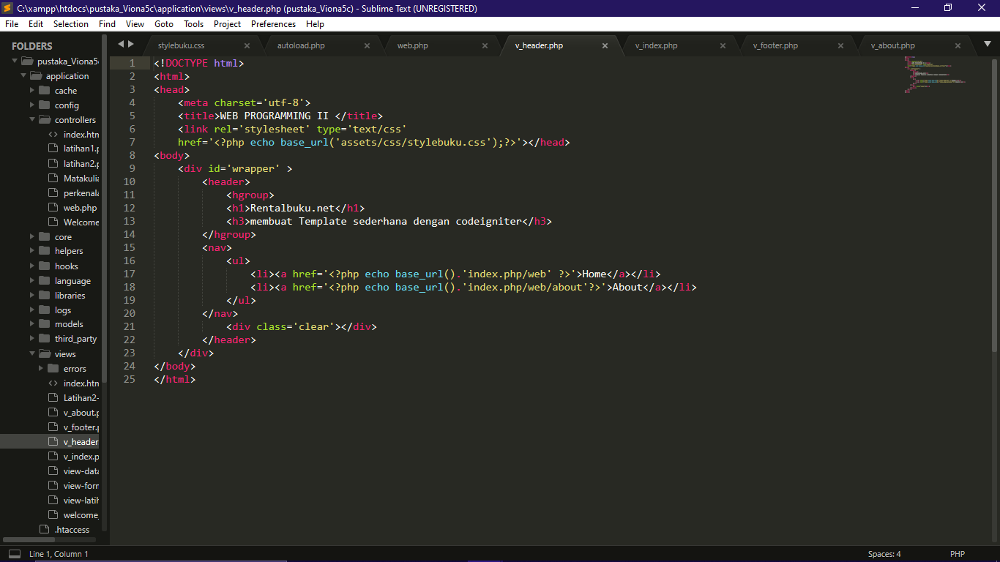 C:\xampp\htdocs\pustaka_Viona5c\application\views\v_header.php (pustaka_Viona5c) - Sublime Text (UNREGISTERED)
File Edit Selection Find View Goto Tools Project Preferences Help
FOLDERS
pustaka_Viona5c
application
cache
config
controllers
index.htm
latihan1.p
latihan2.p
Matakulia
perkenala
web.php
Welcome
core
helpers
hooks
language
libraries
logs
models
third_party
views
errors
index.htm
Latihan2-
v_about.p
v_footer.p
v_header
v_index.p
view-data
view-forr
view-latih
welcome_
.htaccess
stylebuku.css autoload.php web.php v_header.php v_index.php v_footer.php v_about.php
1 <!DOCTYPE html>
2 <html>
3 <head>
4 <meta charset='utf-8'>
5 <title>WEB PROGRAMMING II </title>
6 <link rel='stylesheet' type='text/css'
7 href='<?php echo base_url('assets/css/stylebuku.css');?>'></head>
8 <body>
9 <div id='wrapper' >
10 <header>
11 <hgroup>
12 <h1>Rentalbuku.net</h1>
13 <h3>membuat Template sederhana dengan codeigniter</h3>
14 </hgroup>
15 <nav>
16 <ul>
17 <li><a href='<?php echo base_url().'index.php/web' ?>'>Home</a></li>
18 <li><a href='<?php echo base_url().'index.php/web/about'?>'>About</a></li>
19 </ul>
20 </nav>
21 <div class='clear'></div>
22 </header>
23 </div>
24 </body>
25 </html>
Line 1, Column 1 Spaces: 4 PHP